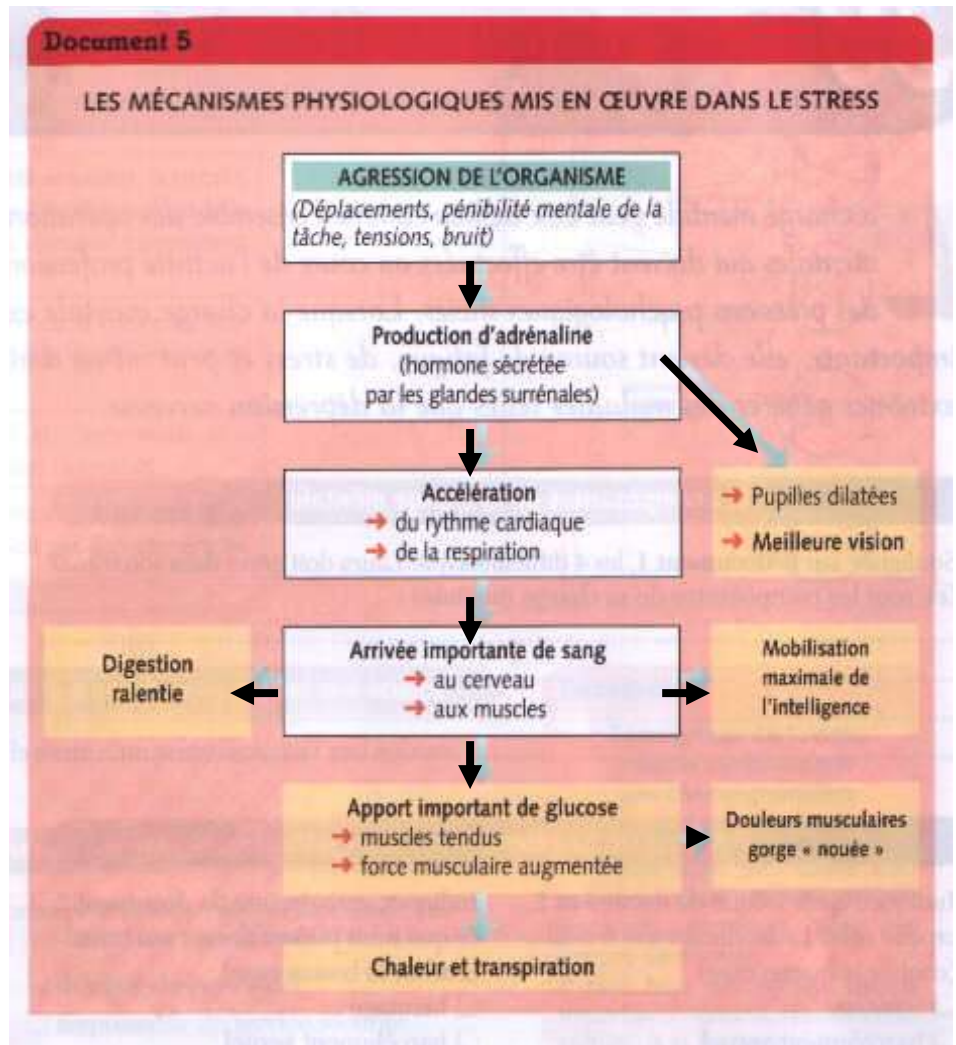 Document 5
LES MÉCANISMES PHYSIOLOGIQUES MIS EN ŒUVRE DANS LE STRESS
AGRESSION DE L'ORGANISME
(Déplacements, pénibilité mentale de la
tâche, tensions, bruit)
Production d'adrénaline
(hormone sécrétée
par les glandes surrénales)
Accélération
→ du rythme cardiaque
→ de la respiration
→ Pupilles dilatées
→ Meilleure vision
Digestion
ralentie
Arrivée importante de sang
→ au cerveau
→ aux muscles
Mobilisation
maximale de
l'intelligence
Apport important de glucose
→ muscles tendus
→ force musculaire augmentée
Douleurs musculaires
gorge « nouée »
Chaleur et transpiration